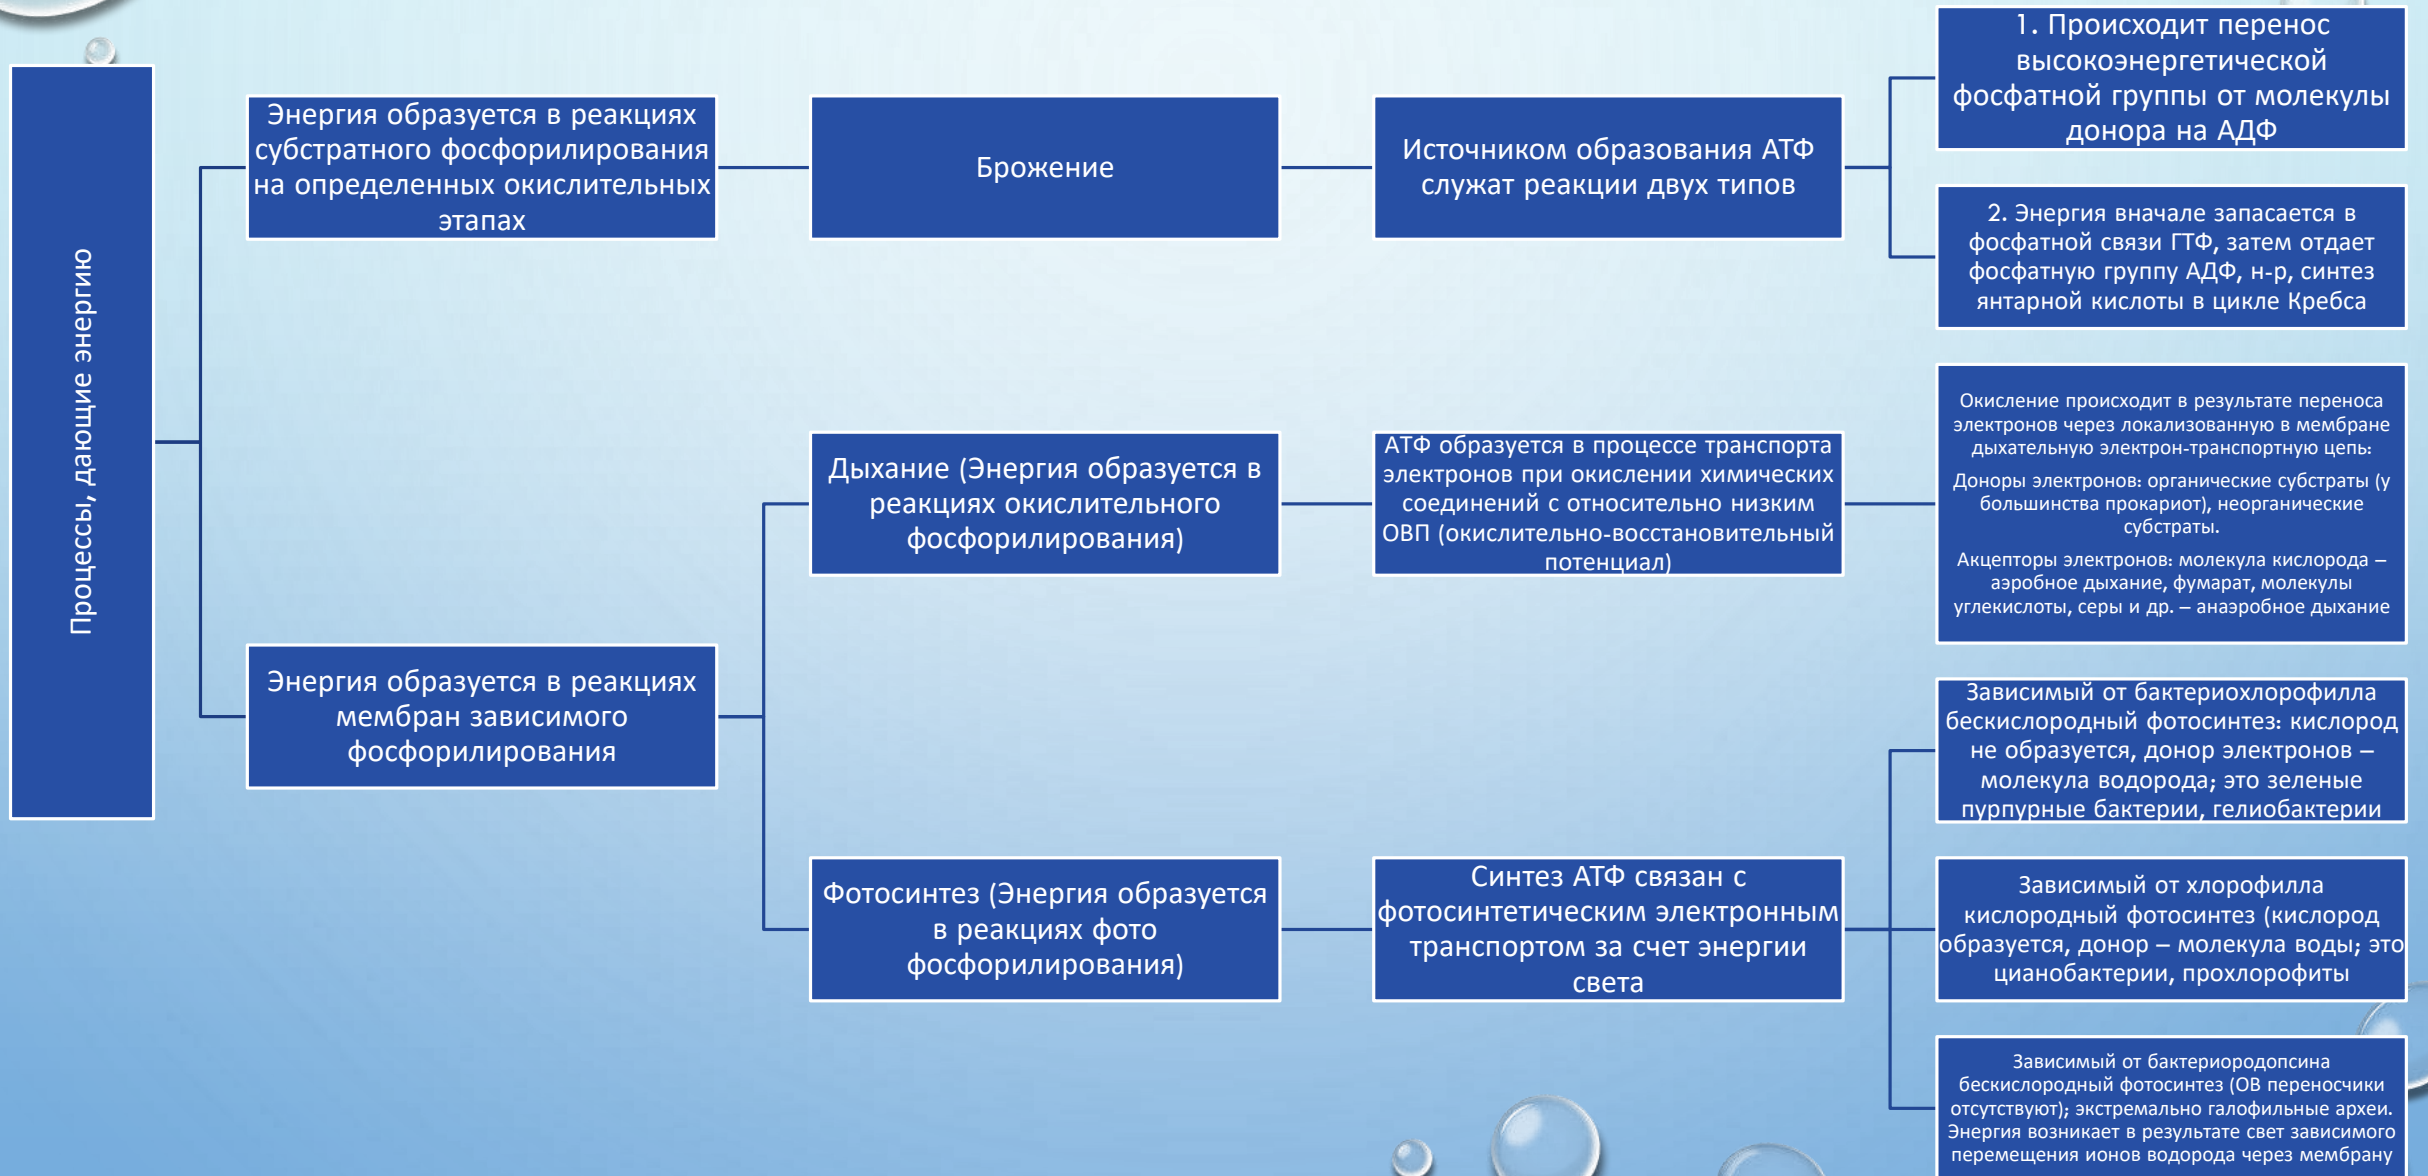 Процессы, дающие энергию
Энергия образуется в реакциях
субстратного фосфорилирования
на определенных окислительных
этапах
Брожение
Источником образования АТФ
служат реакции двух типов
1. Происходит перенос
высокоэнергетической
фосфатной группы от молекулы
донора на АДФ
2. Энергия вначале запасается в
фосфатной связи ГТФ, затем отдает
фосфатную группу АДФ, н-р, синтез
янтарной кислоты в цикле Кребса
Энергия образуется в реакциях
мембран зависимого
фосфорилирования
Дыхание (Энергия образуется в
реакциях окислительного
фосфорилирования)
АТФ образуется в процессе транспорта
электронов при окислении химических
соединений с относительно низким
ОВП (окислительно-восстановительный
потенциал)
Окисление происходит в результате переноса
электронов через локализованную в мембране
дыхательную электрон-транспортную цепь:
Доноры электронов: органические субстраты (у
большинства прокариот), неорганические
субстраты.
Акцепторы электронов: молекула кислорода –
аэробное дыхание, фумарат, молекулы
углекислоты, серы и др. – анаэробное дыхание
Фотосинтез (Энергия образуется
в реакциях фото
фосфорилирования)
Синтез АТФ связан с
фотосинтетическим электронным
транспортом за счет энергии
света
Зависимый от бактериохлорофилла
бескислородный фотосинтез: кислород
не образуется, донор электронов –
молекула водорода; это зеленые
пурпурные бактерии, гелиобактерии
Зависимый от хлорофилла
кислородный фотосинтез (кислород
образуется, донор – молекула воды; это
цианобактерии, прохлорофиты
Зависимый от бактериородопсина
бескислородный фотосинтез (ОВ переносчики
отсутствуют); экстремально галофильные археи.
Энергия возникает в результате свет зависимого
перемещения ионов водорода через мембрану